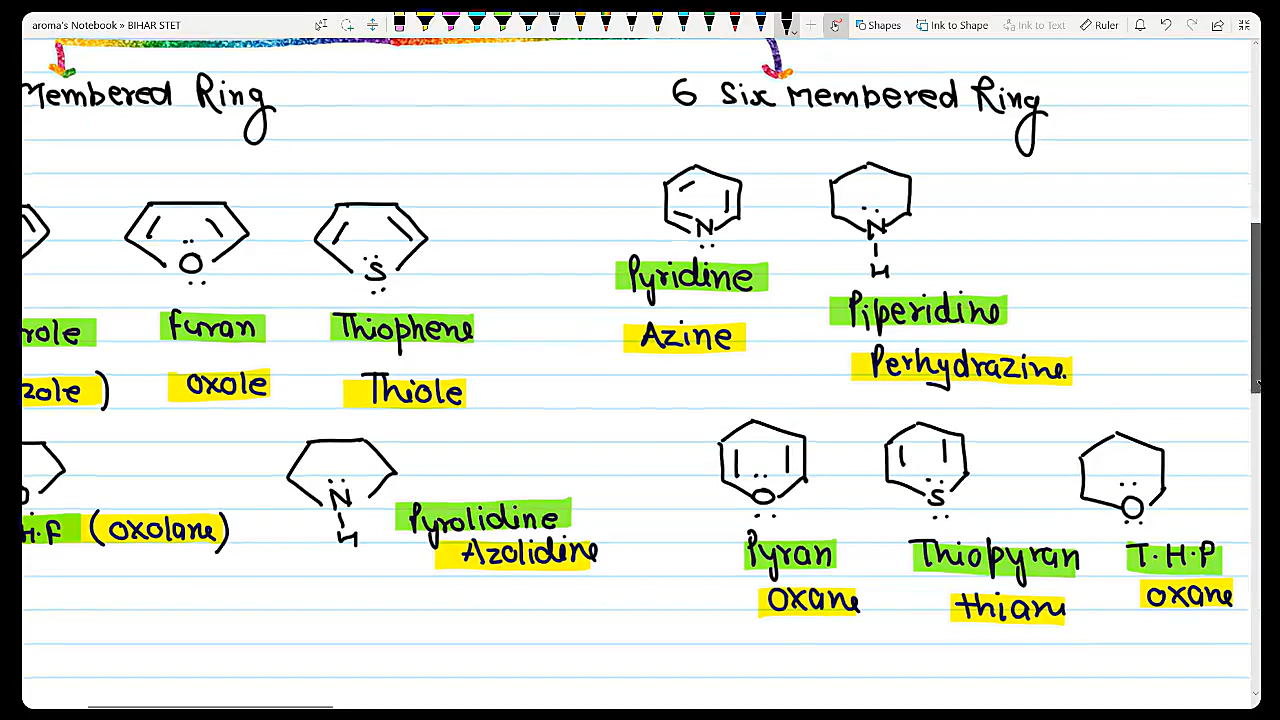 aroma's Notebook » BIHAR STET
Shapes Ink to Shape Ink to Text Ruler
Membered Ring
6 Six Membered Ring
O
S
N
N
H
Pyridine
Azine
Piperidine
Perhydrazine.
role Furan Thiophene
zole ) oxole Thiole
N
H
O
S
O
H.F (oxolane)
Pyrolidine
Azolidine
Pyran Thiopyran T.H.P
oxane thiane oxane